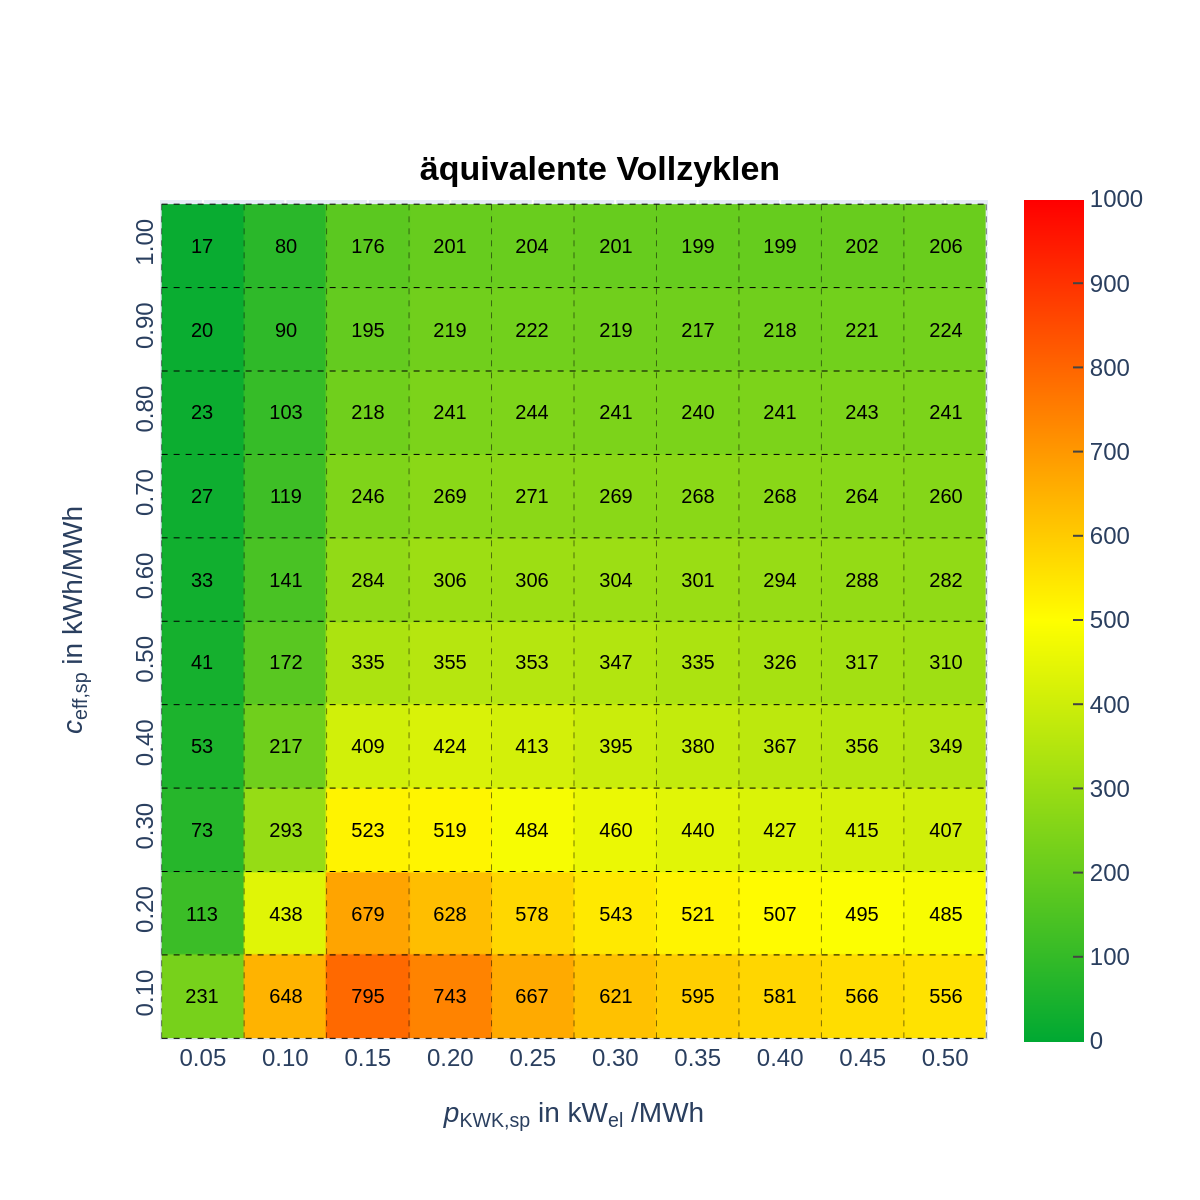 äquivalente Vollzyklen
1.00 17 80 176 201 204 201 199 199 202 206
0.90 20 90 195 219 222 219 217 218 221 224
0.80 23 103 218 241 244 241 240 241 243 241
0.70 27 119 246 269 271 269 268 268 264 260
0.60 33 141 284 306 306 304 301 294 288 282
0.50 41 172 335 355 353 347 335 326 317 310
0.40 53 217 409 424 413 395 380 367 356 349
0.30 73 293 523 519 484 460 440 427 415 407
0.20 113 438 679 628 578 543 521 507 495 485
0.10 231 648 795 743 667 621 595 581 566 556
0.05 0.10 0.15 0.20 0.25 0.30 0.35 0.40 0.45 0.50
p KWK,sp in kW el /MWh
c eff,sp in kWh/MWh
1000
900
800
700
600
500
400
300
200
100
0